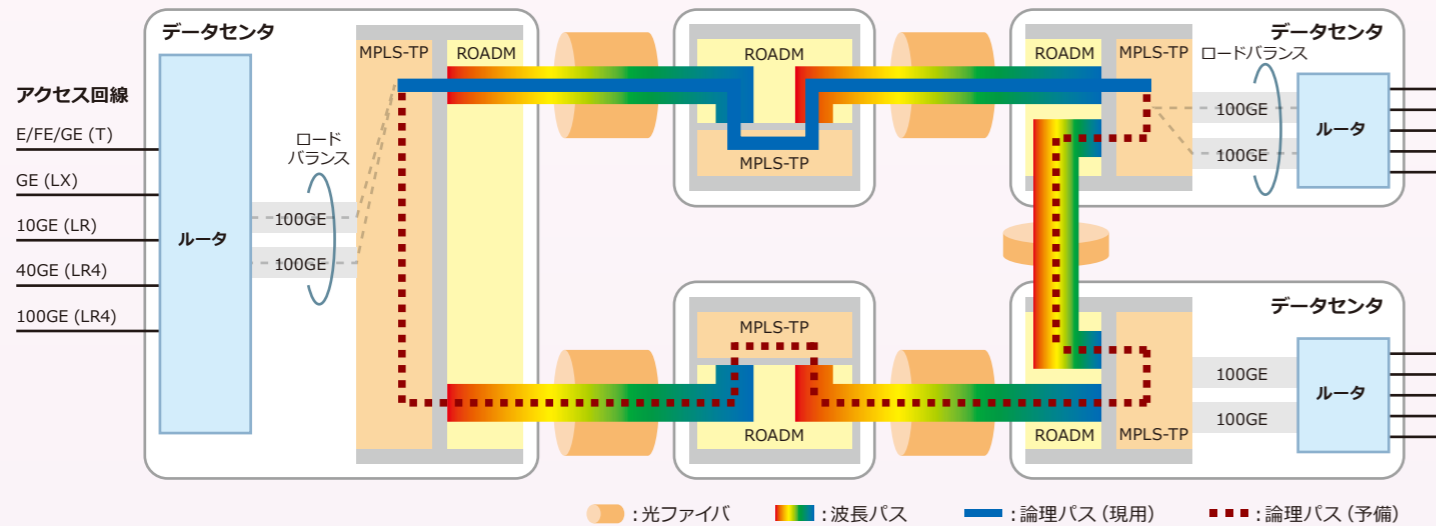 データセンタ
MPLS-TP
ROADM
アクセス回線
E/FE/GE (T)
GE (LX)
10GE (LR)
40GE (LR4)
100GE (LR4)
ルータ
ロード
バランス
100GE
100GE
ROADM
MPLS-TP
データセンタ
ROADM
MPLS-TP
ロードバランス
100GE
100GE
ルータ
MPLS-TP
ROADM
データセンタ
100GE
100GE
ルータ
ROADM
MPLS-TP
：光ファイバ
：波長パス
：論理パス（現用）
：論理パス（予備）